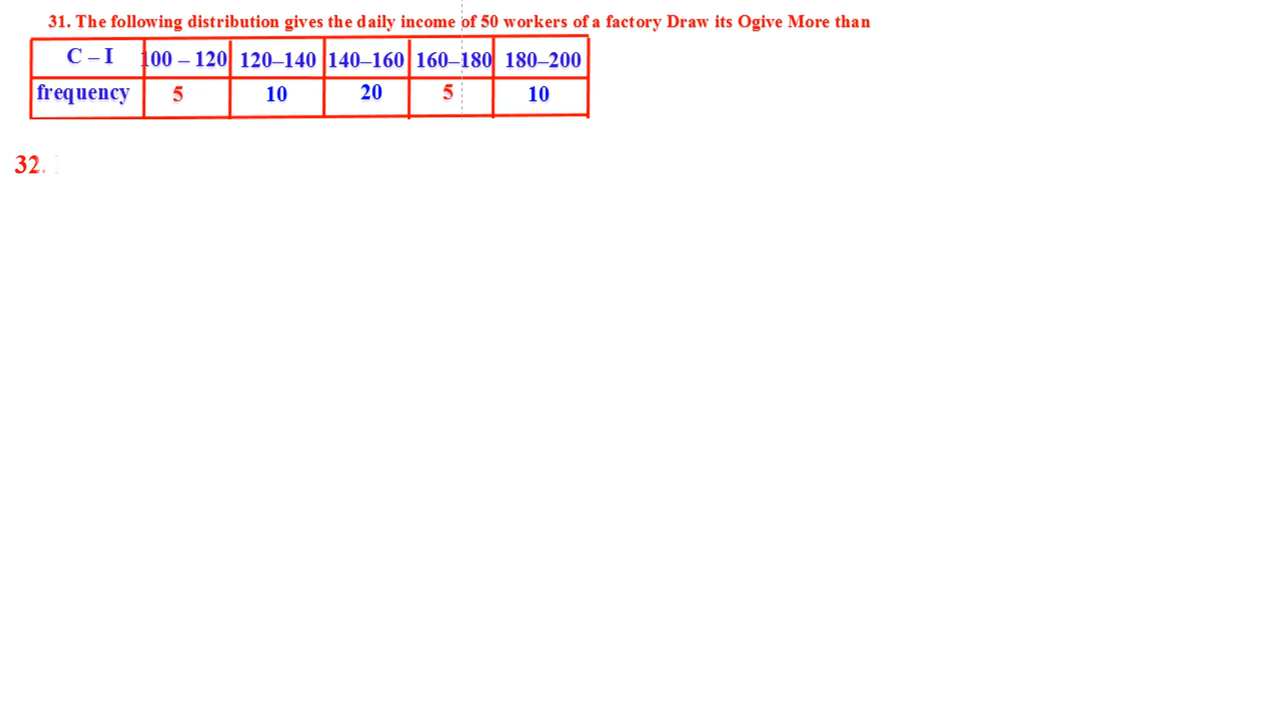 31. The following distribution gives the daily income of 50 workers of a factory Draw its Ogive More than
C – I 100 – 120 120–140 140–160 160–180 180–200
frequency 5 10 20 5 10
32.